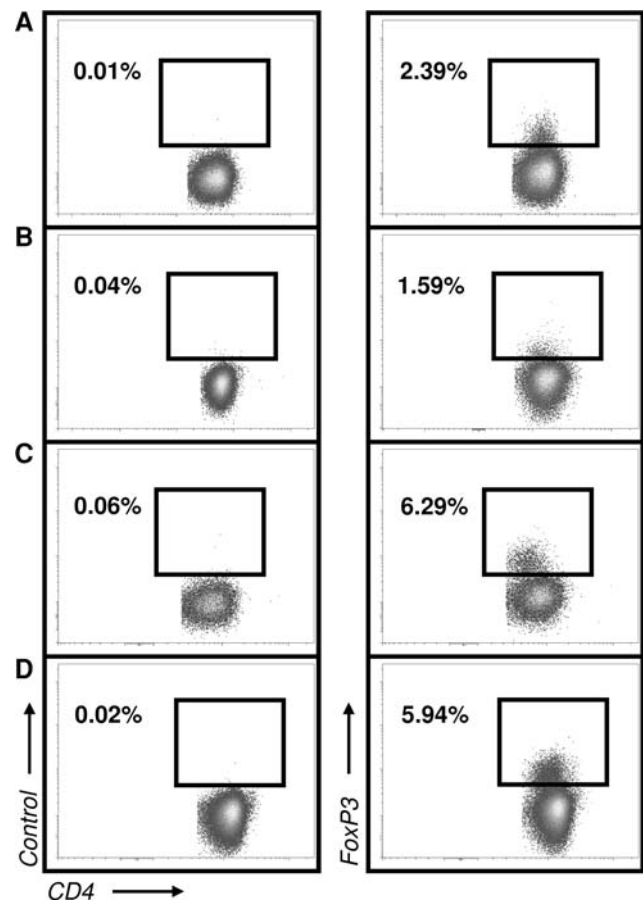 A
0.01%
2.39%
B
0.04%
1.59%
C
0.06%
6.29%
D
0.02%
5.94%
Control
FoxP3
CD4